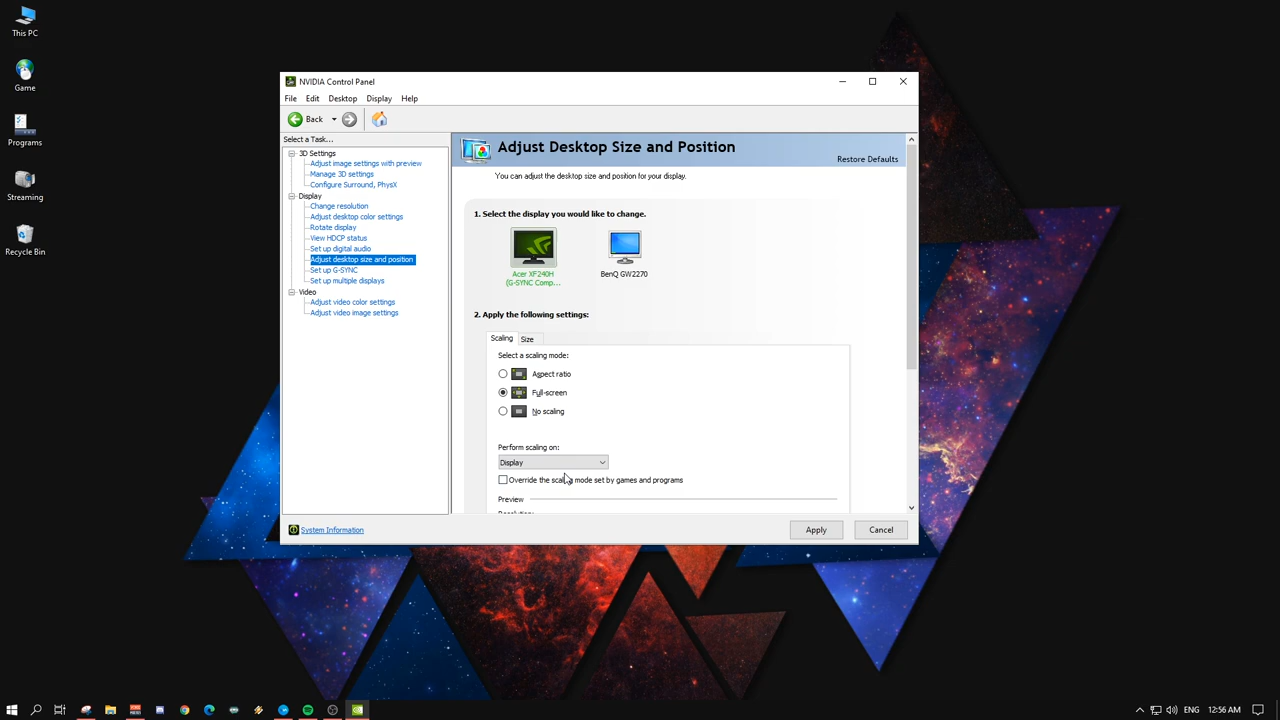 This PC
Game
Programs
Streaming
Recycle Bin
NVIDIA Control Panel
File Edit Desktop Display Help
Back
Select a Task...
3D Settings
Adjust image settings with preview
Manage 3D settings
Configure Surround, PhysX
Display
Change resolution
Adjust desktop color settings
Rotate display
View HDCP status
Set up digital audio
Adjust desktop size and position
Set up G-SYNC
Set up multiple displays
Video
Adjust video color settings
Adjust video image settings
System Information
Adjust Desktop Size and Position
Restore Defaults
You can adjust the desktop size and position for your display.
1. Select the display you would like to change.
Acer XF240H
(G-SYNC Comp...
BenQ GW2270
2. Apply the following settings:
Scaling Size
Select a scaling mode:
Aspect ratio
Full-screen
No scaling
Perform scaling on:
Display
Override the scaling mode set by games and programs
Preview
Resolution:
Apply Cancel
ENG 12:56 AM